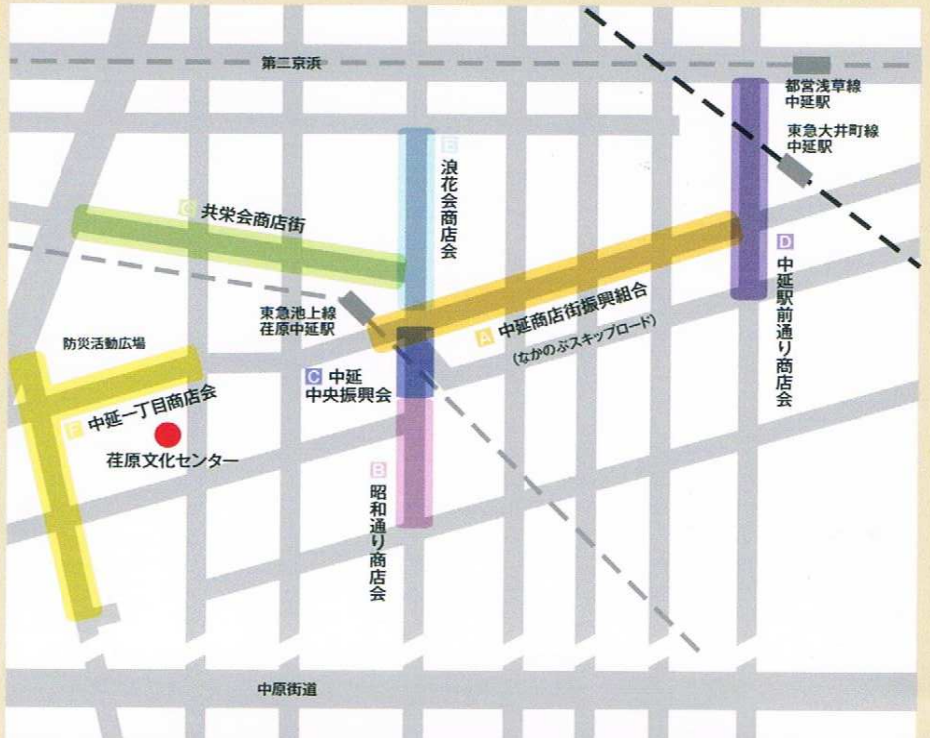 第二京浜
都営浅草線
中延駅
東急大井町線
中延駅
E 浪花会商店会
G 共栄会商店街
D 中延駅前通り商店会
東急池上線
荏原中延駅
A 中延商店街振興組合
(なかのぶスキップロード)
防災活動広場
C 中延
中央振興会
F 中延一丁目商店会
荏原文化センター
B 昭和通り商店会
中原街道